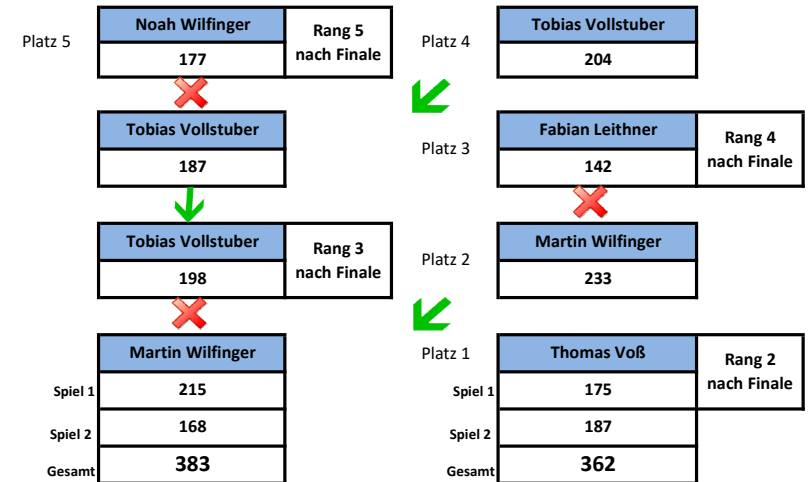 Platz 5
Noah Wilfinger
177
Rang 5
nach Finale
Platz 4
Tobias Vollstuber
204
Tobias Vollstuber
187
Platz 3
Fabian Leithner
142
Rang 4
nach Finale
Tobias Vollstuber
198
Rang 3
nach Finale
Platz 2
Martin Wilfinger
233
Martin Wilfinger
Spiel 1 215
Spiel 2 168
Gesamt 383
Platz 1
Thomas Voß
Rang 2
nach Finale
Spiel 1 175
Spiel 2 187
Gesamt 362